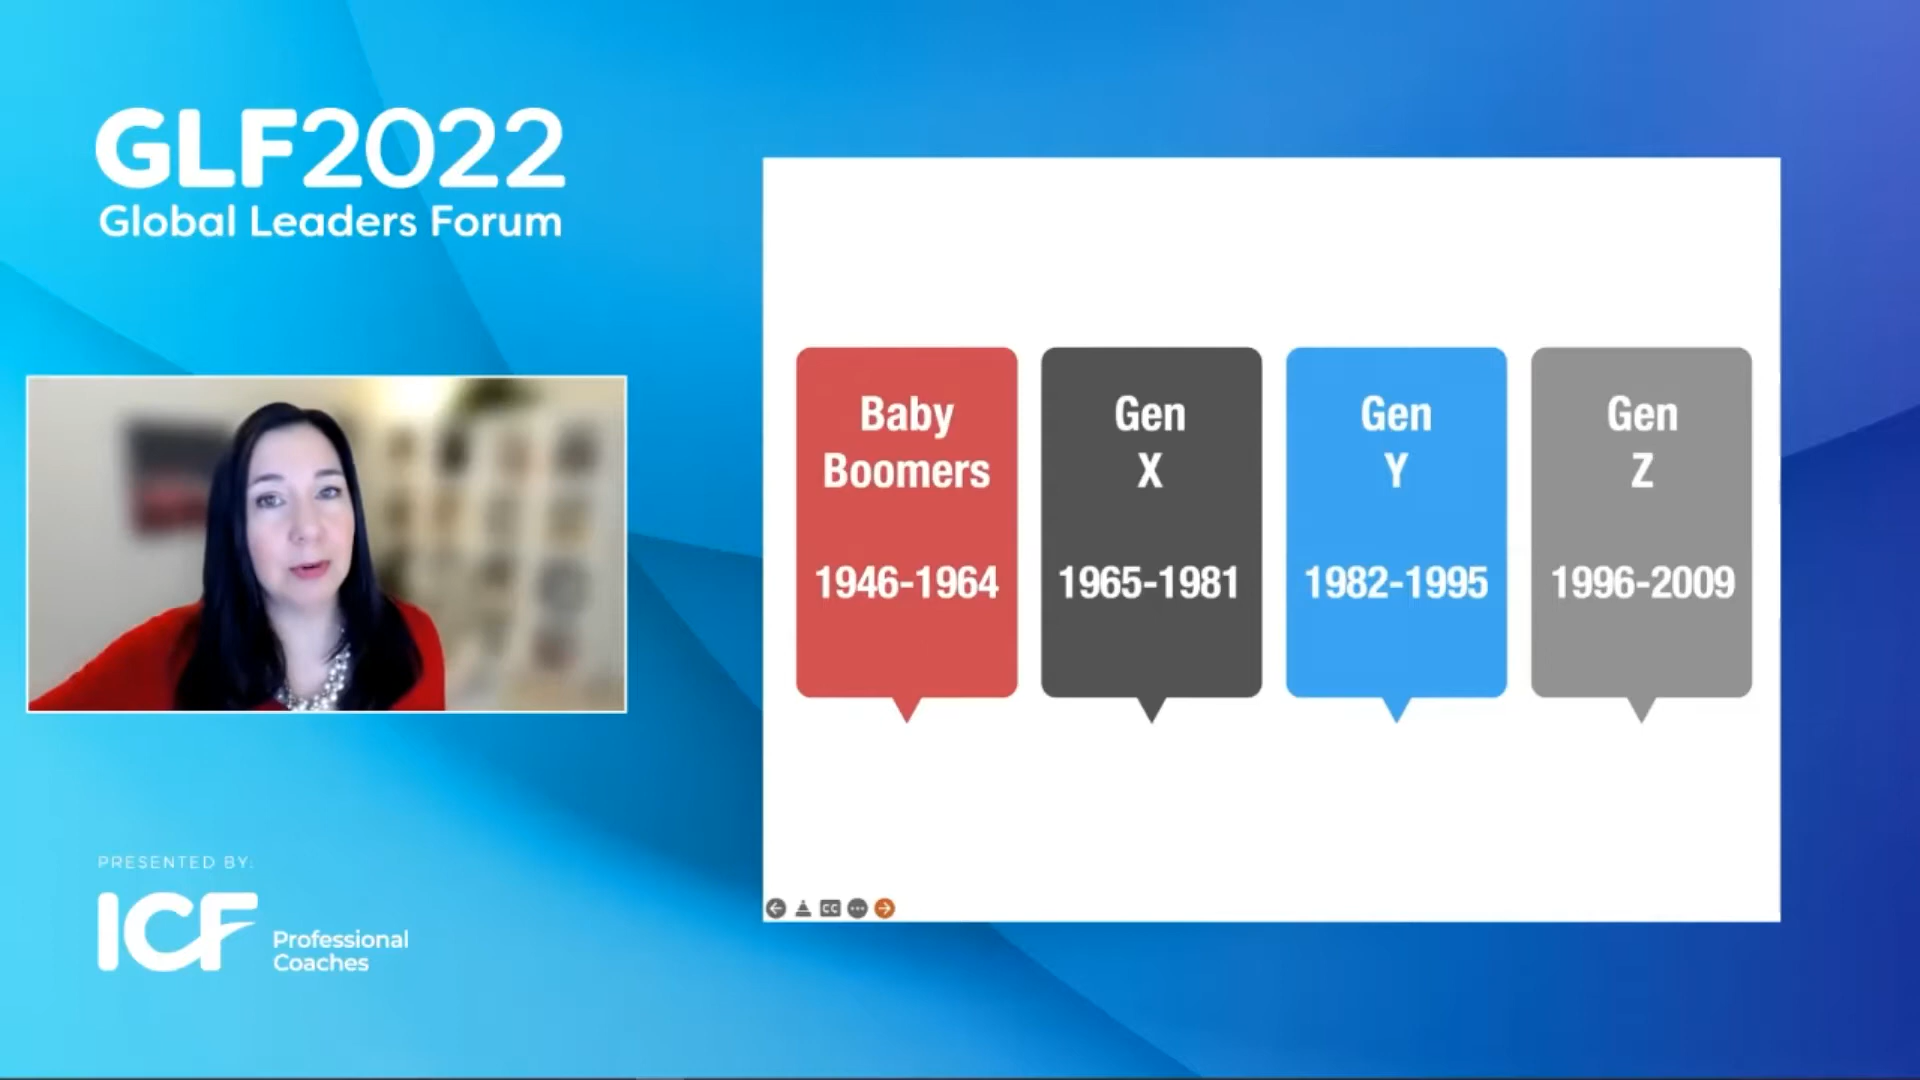 GLF2022
Global Leaders Forum
PRESENTED BY:
ICF
Professional
Coaches
Baby
Boomers
1946-1964
Gen
X
1965-1981
Gen
Y
1982-1995
Gen
Z
1996-2009
CC